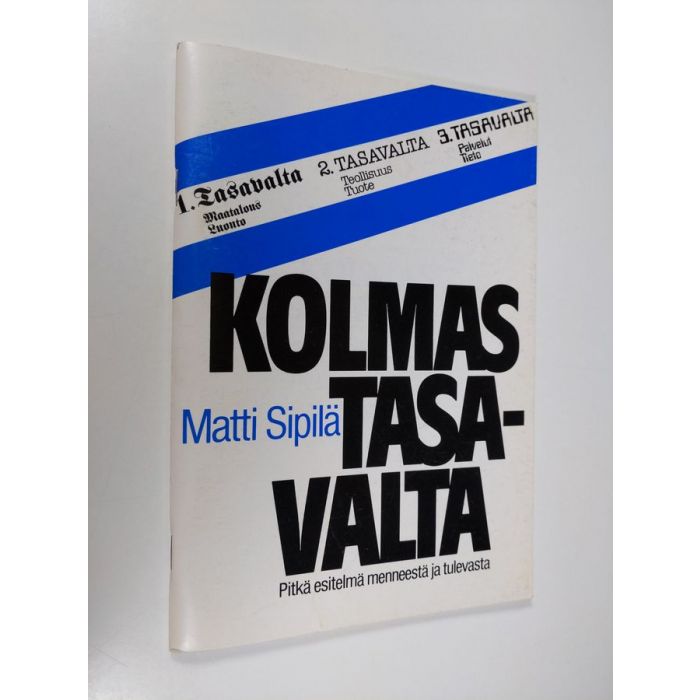 1. Tasavalta
Maatalous
Luonto
2. TASAVALTA
Teollisuus
Tuote
3. TASAVALTA
Palvelut
Tieto
KOLMAS
Matti Sipilä
TASA-
VALTA
Pitkä esitelmä menneestä ja tulevasta